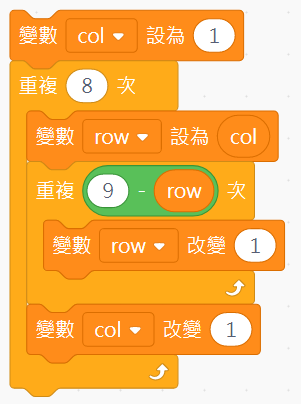 變數 col 設為 1
重複 8 次
變數 row 設為 col
重複 9 - row 次
變數 row 改變 1
變數 col 改變 1